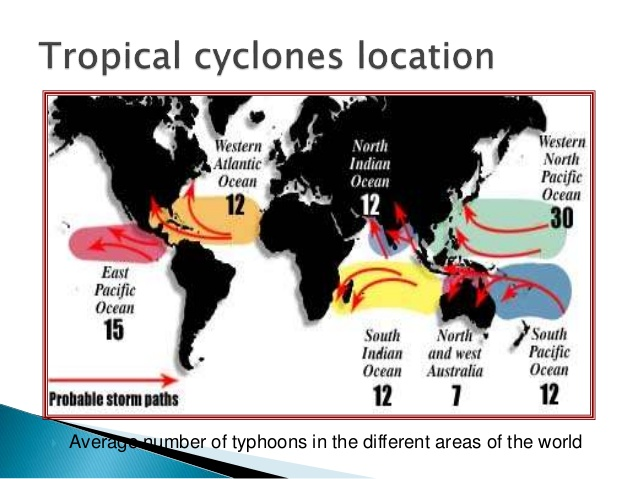 Tropical cyclones location
Western
Atlantic
Ocean
12
North
Indian
Ocean
12
Western
North
Pacific
Ocean
30
East
Pacific
Ocean
15
South
Indian
Ocean
12
North
and west
Australia
7
South
Pacific
Ocean
12
Probable storm paths
Average number of typhoons in the different areas of the world